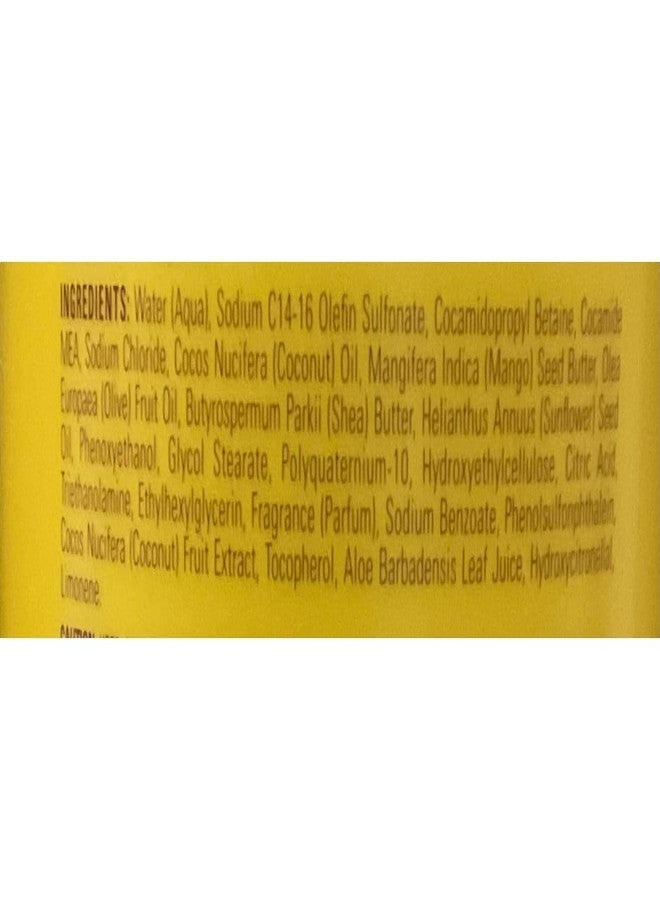 INGREDIENTS: Water (Aqua), Sodium C14-16 Olefin Sulfonate, Cocamidopropyl Betaine, Cocamide
MEA, Sodium Chloride, Cocos Nucifera (Coconut) Oil, Mangifera Indica (Mango) Seed Butter, Olea
Europaea (Olive) Fruit Oil, Butyrospermum Parkii (Shea) Butter, Helianthus Annuus (Sunflower) Seed
Oil, Phenoxyethanol, Glycol Stearate, Polyquaternium-10, Hydroxyethylcellulose, Citric Acid,
Triethanolamine, Ethylhexylglycerin, Fragrance (Parfum), Sodium Benzoate, Phenolsulfonphthalein,
Cocos Nucifera (Coconut) Fruit Extract, Tocopherol, Aloe Barbadensis Leaf Juice, Hydroxycitronellal,
Limonene.